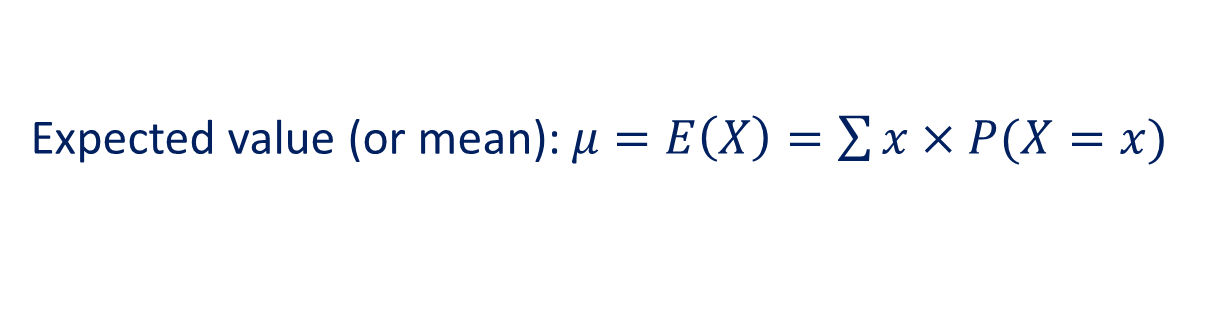 Expected value (or mean): 𝜇 = 𝐸(𝑋) = ∑ 𝑥 × 𝑃(𝑋 = 𝑥)